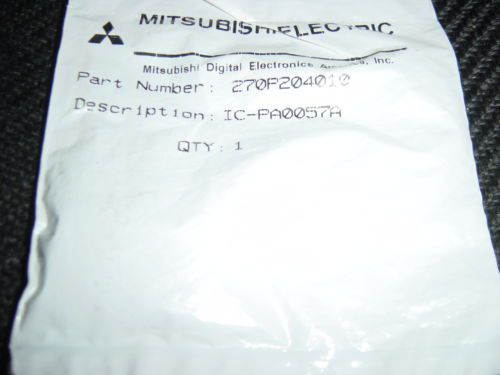 MITSUBISHI ELECTRIC
Mitsubishi Digital Electronics America, Inc.
Part Number: 270P204010
Description: IC-PA0057A
QTY: 1